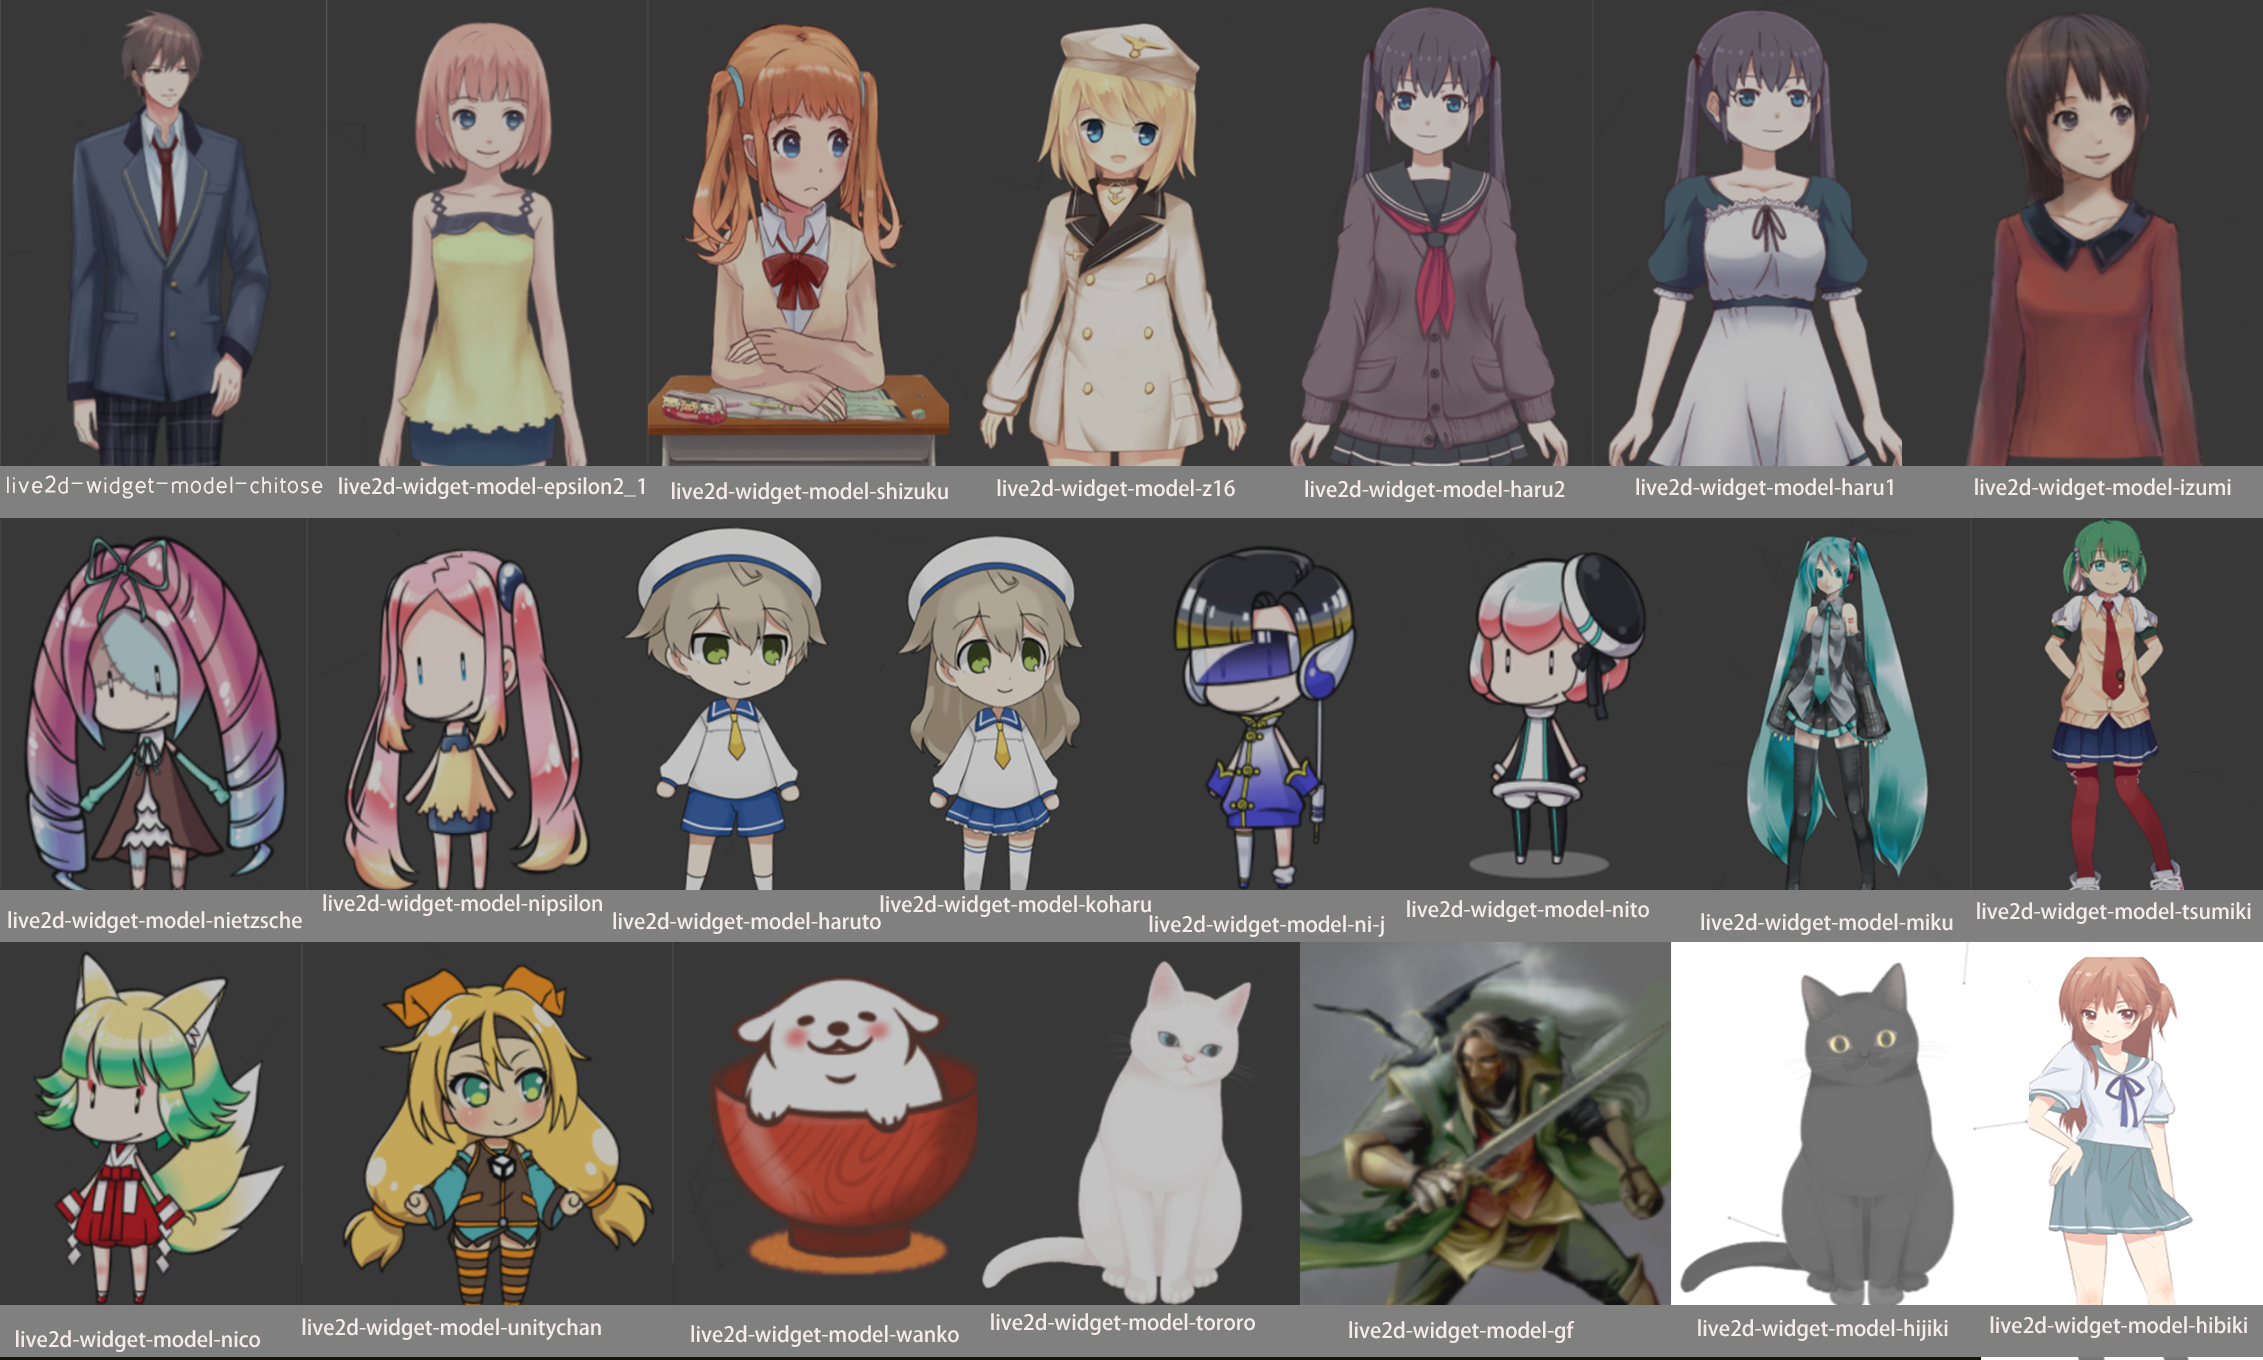 live2d-widget-model-chitose
live2d-widget-model-epsilon2_1
live2d-widget-model-shizuku
live2d-widget-model-z16
live2d-widget-model-haru2
live2d-widget-model-haru1
live2d-widget-model-izumi
live2d-widget-model-nietzsche
live2d-widget-model-nipsilon
live2d-widget-model-haruto
live2d-widget-model-koharu
live2d-widget-model-ni-j
live2d-widget-model-nito
live2d-widget-model-miku
live2d-widget-model-tsumiki
live2d-widget-model-nico
live2d-widget-model-unitychan
live2d-widget-model-wanko
live2d-widget-model-tororo
live2d-widget-model-gf
live2d-widget-model-hijiki
live2d-widget-model-hibiki